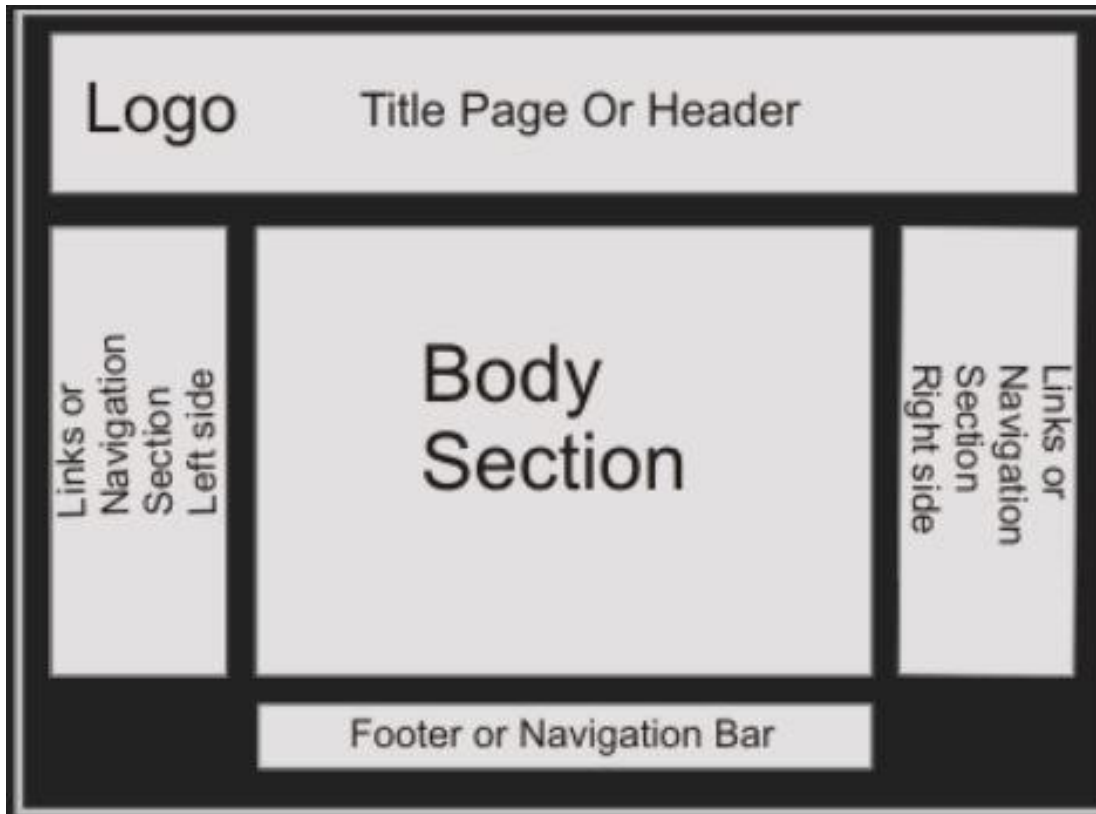 Logo
Title Page Or Header
Links or
Navigation
Section
Left side
Body
Section
Links or
Navigation
Section
Right side
Footer or Navigation Bar